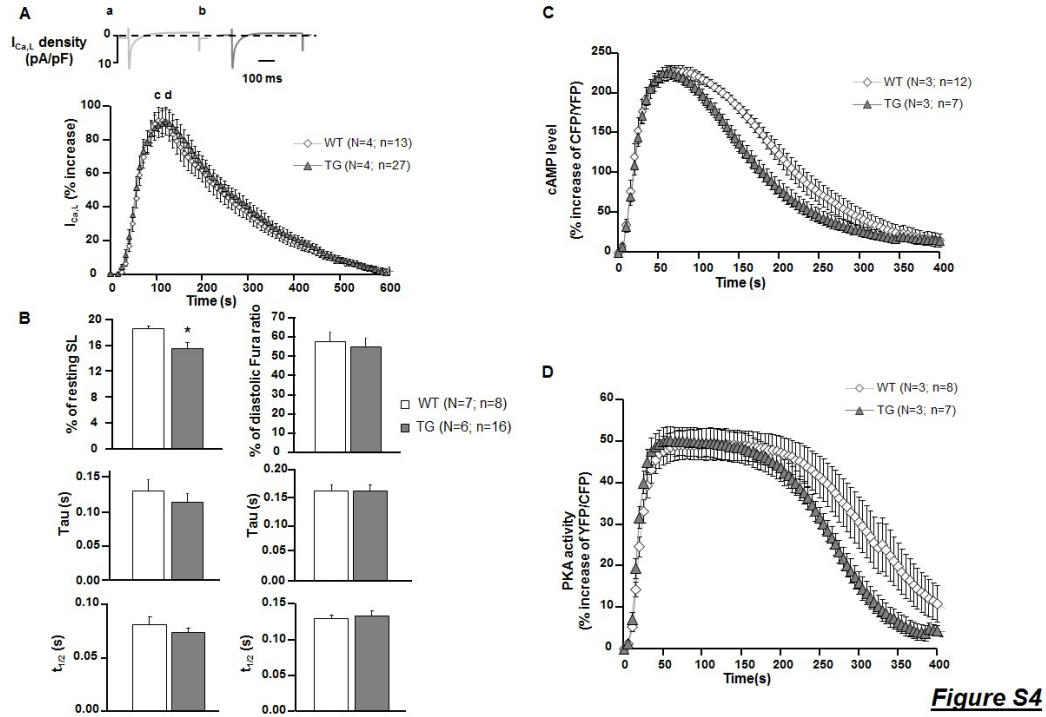 A
a
b
I_Ca,L density
(pA/pF)
0
10
100 ms
c d
I_Ca,L (% increase)
100
80
60
40
20
0
WT (N=4; n=13)
TG (N=4; n=27)
0 100 200 300 400 500 600
Time (s)
B
% of resting SL
20
16
12
8
4
0
*
% of diastolic Fura ratio
70
60
50
40
30
20
10
0
WT (N=7; n=8)
TG (N=6; n=16)
Tau (s)
0.15
0.10
0.05
0.00
Tau (s)
0.20
0.15
0.10
0.05
0.00
t1/2 (s)
0.10
0.05
0.00
t1/2 (s)
0.15
0.10
0.05
0.00
C
cAMP level
(% increase of CFP/YFP)
250
200
150
100
50
0
WT (N=3; n=12)
TG (N=3; n=7)
0 50 100 150 200 250 300 350 400
Time (s)
D
PKA activity
(% increase of YFP/CFP)
60
50
40
30
20
10
0
WT (N=3; n=8)
TG (N=3; n=7)
0 50 100 150 200 250 300 350 400
Time(s)
Figure S4